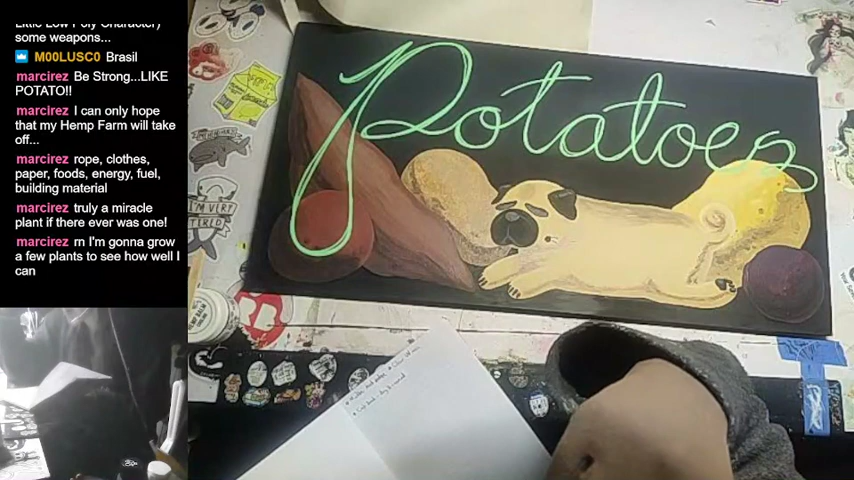 some weapons...
M00LUSC0 Brasil
marcirez Be Strong...LIKE
POTATO!!
marcirez I can only hope
that my Hemp Farm will take
off...
marcirez rope, clothes,
paper, foods, energy, fuel,
building material
marcirez truly a miracle
plant if there ever was one!
marcirez rn I'm gonna grow
a few plants to see how well I
can
Potatoes
I'M VERY